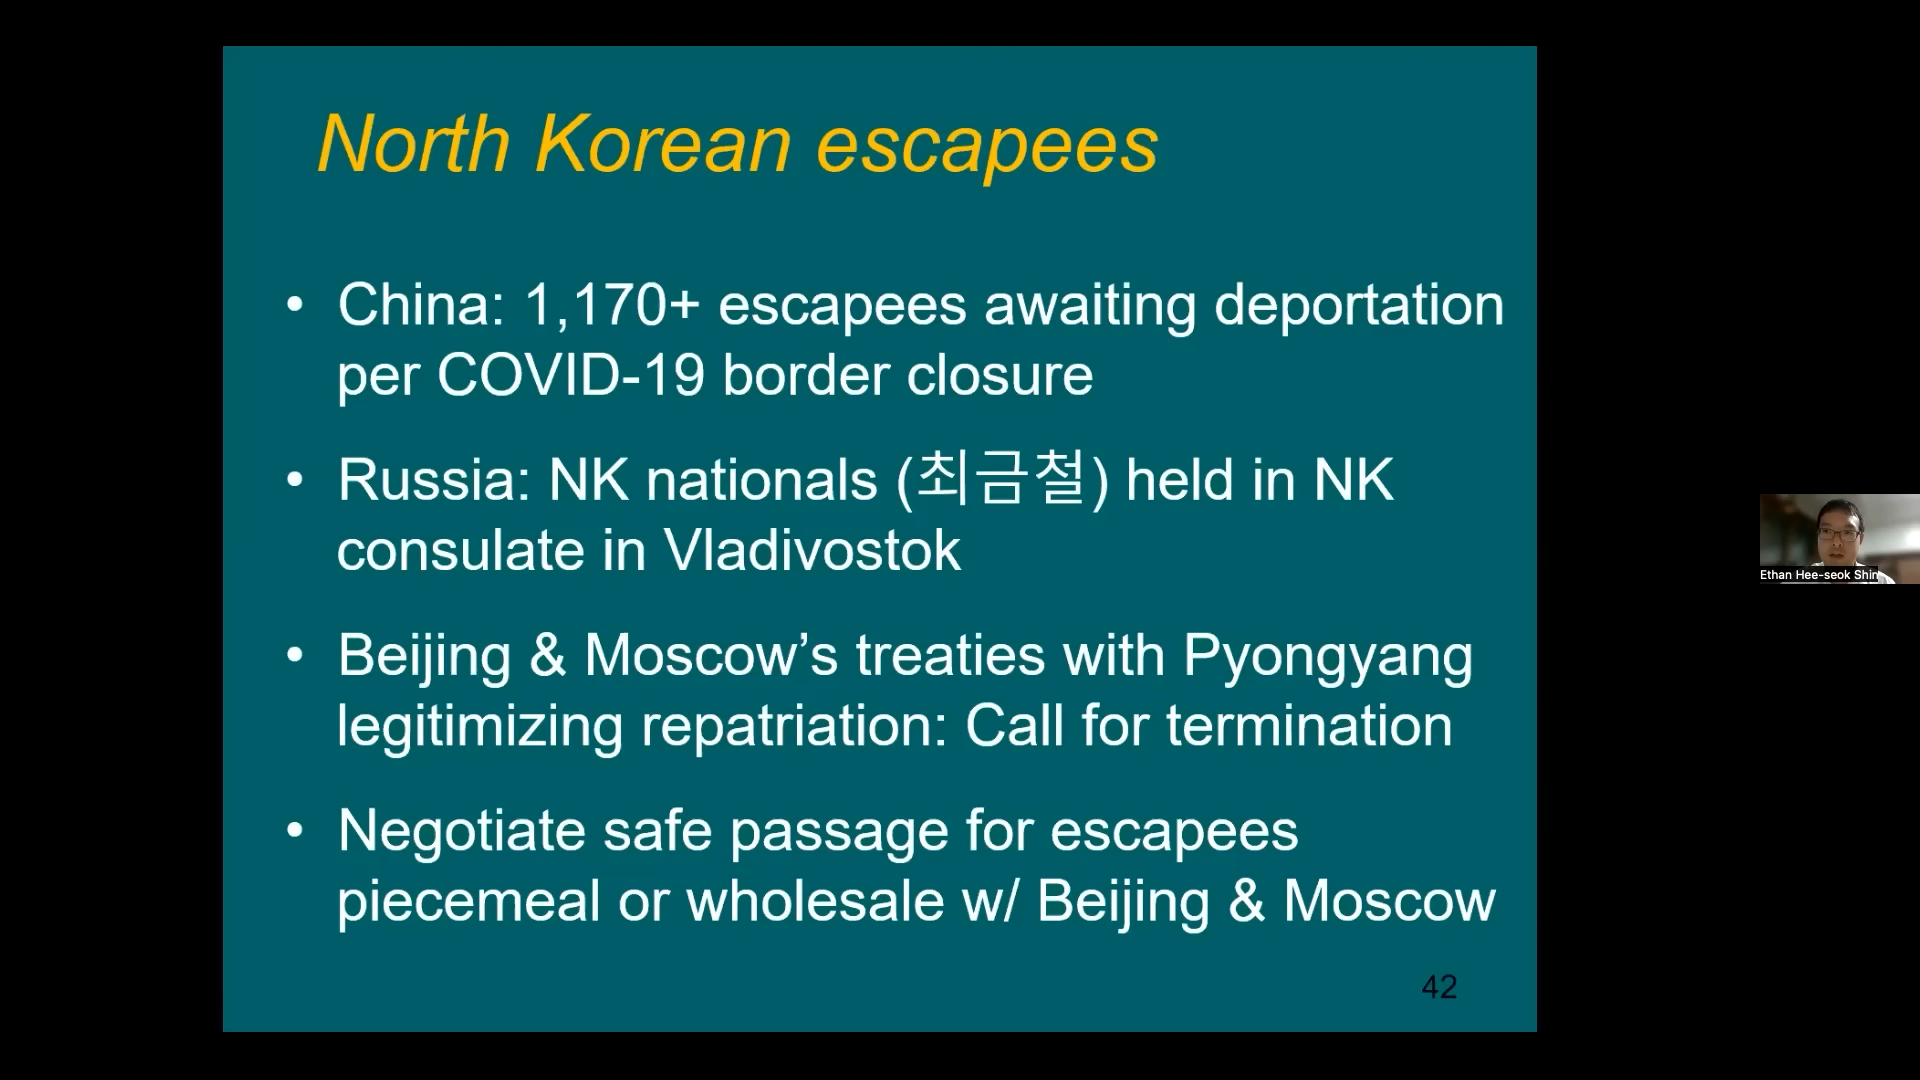 North Korean escapees
• China: 1,170+ escapees awaiting deportation
per COVID-19 border closure
• Russia: NK nationals (최금철) held in NK
consulate in Vladivostok
• Beijing & Moscow’s treaties with Pyongyang
legitimizing repatriation: Call for termination
• Negotiate safe passage for escapees
piecemeal or wholesale w/ Beijing & Moscow
42
Ethan Hee-seok Shin